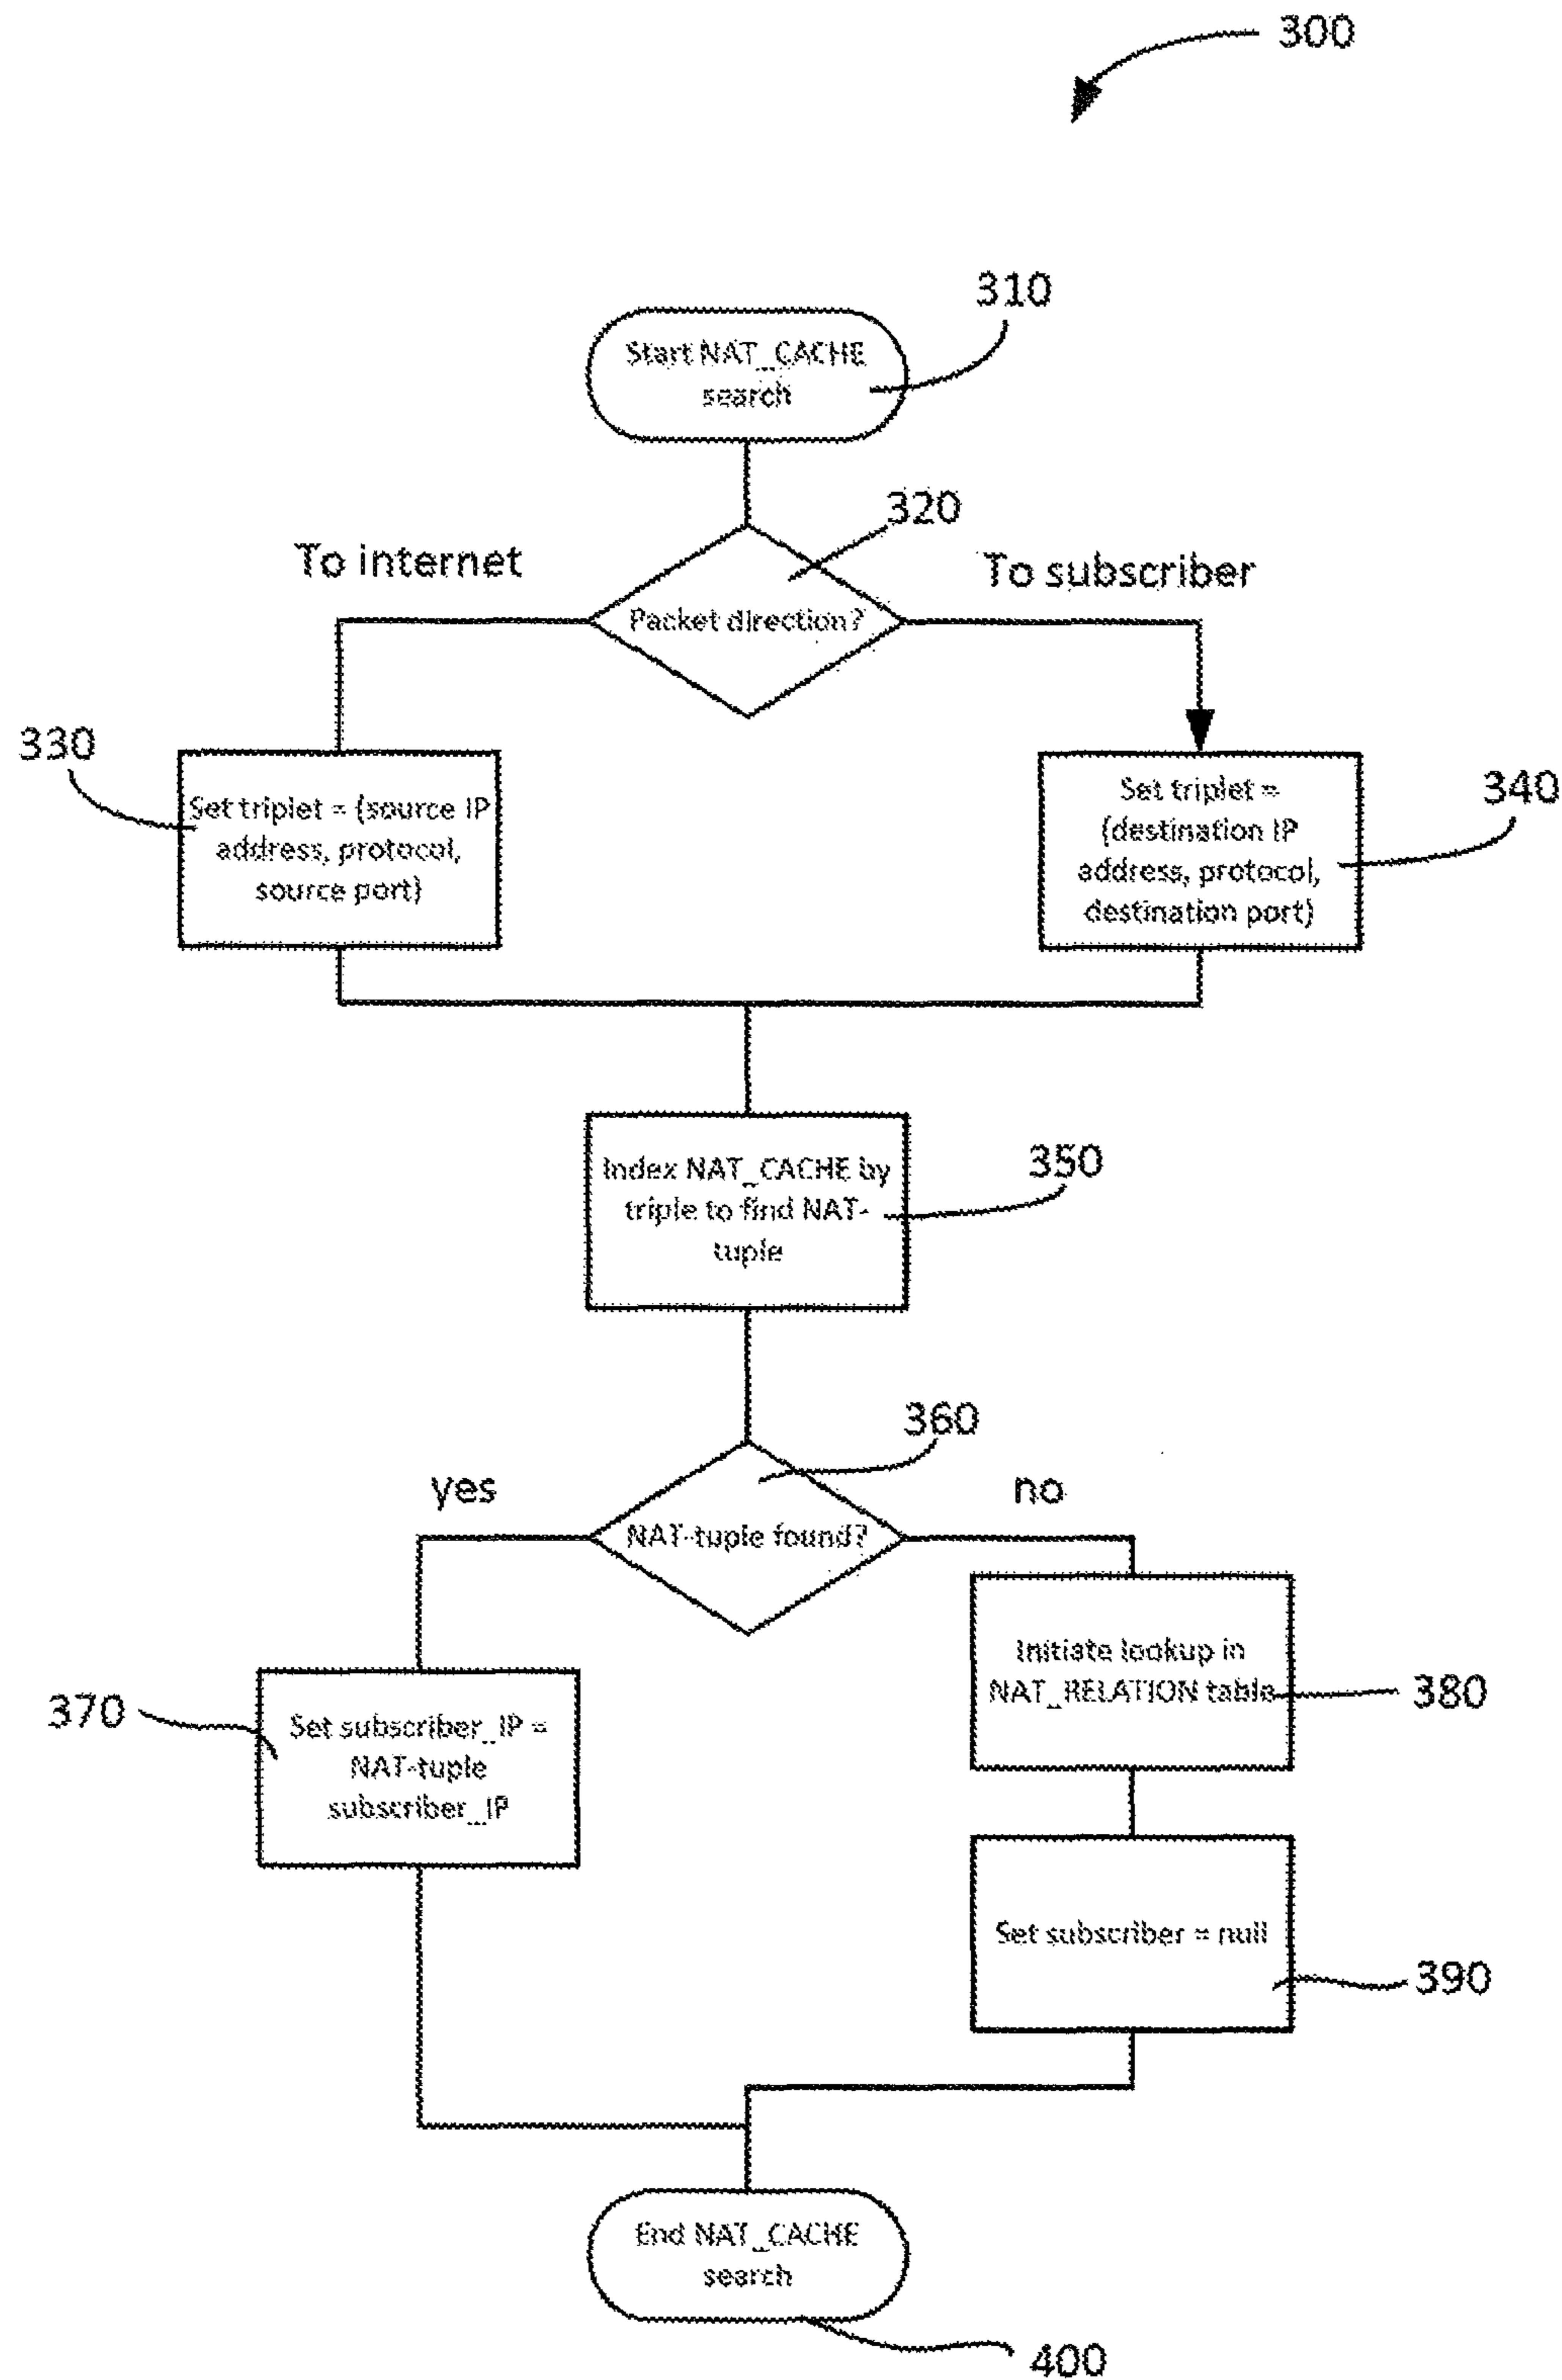 300
310
Start NAT_CACHE
search
320
To internet
To subscriber
Packet direction?
330
Set triplet = (source IP
address, protocol,
source port)
340
Set triplet =
(destination IP
address, protocol,
destination port)
350
Index NAT_CACHE by
triple to find NAT-
tuple
360
yes
no
NAT-tuple found?
370
Set subscriber_IP =
NAT-tuple
subscriber_IP
Initiate lookup in
NAT_RELATION table
380
Set subscriber = null
390
End NAT_CACHE
search
400